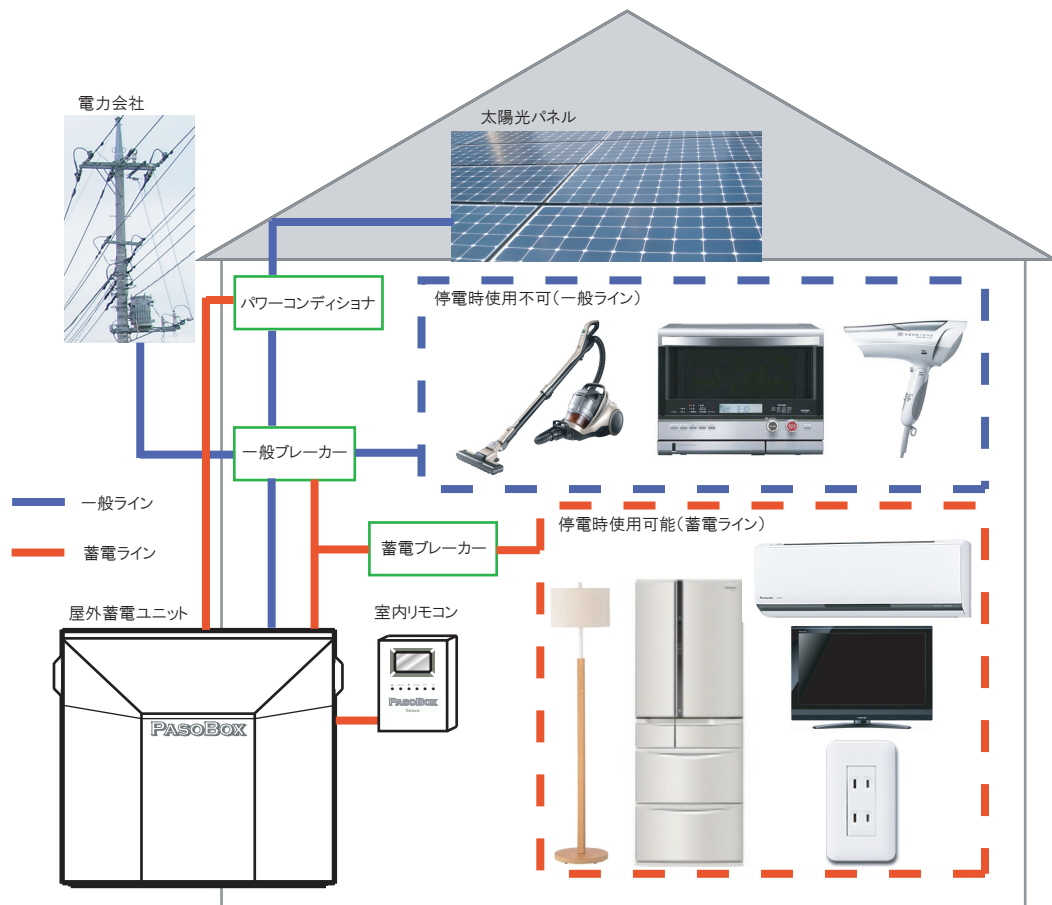 電力会社
太陽光パネル
パワーコンディショナ
停電時使用不可(一般ライン)
一般ブレーカー
一般ライン
停電時使用可能(蓄電ライン)
蓄電ライン
蓄電ブレーカー
屋外蓄電ユニット
室内リモコン
PASOBOX
PASOBOX